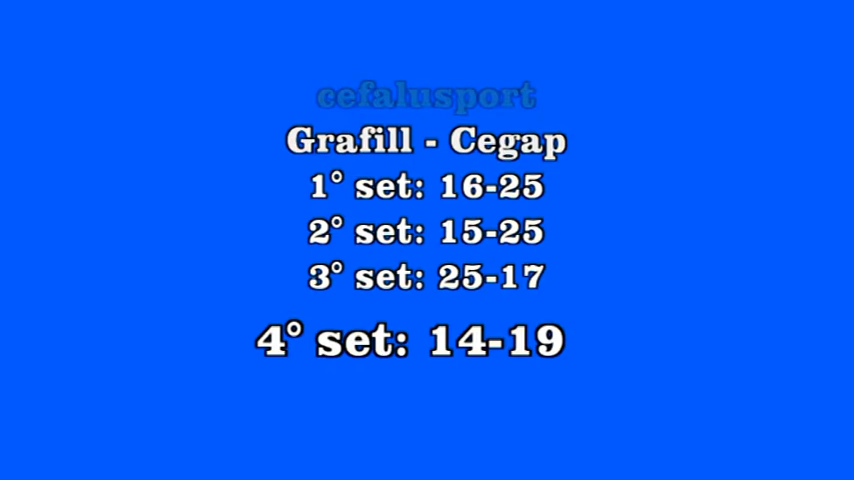 cefalusport
Grafill - Cegap
1° set: 16-25
2° set: 15-25
3° set: 25-17
4° set: 14-19